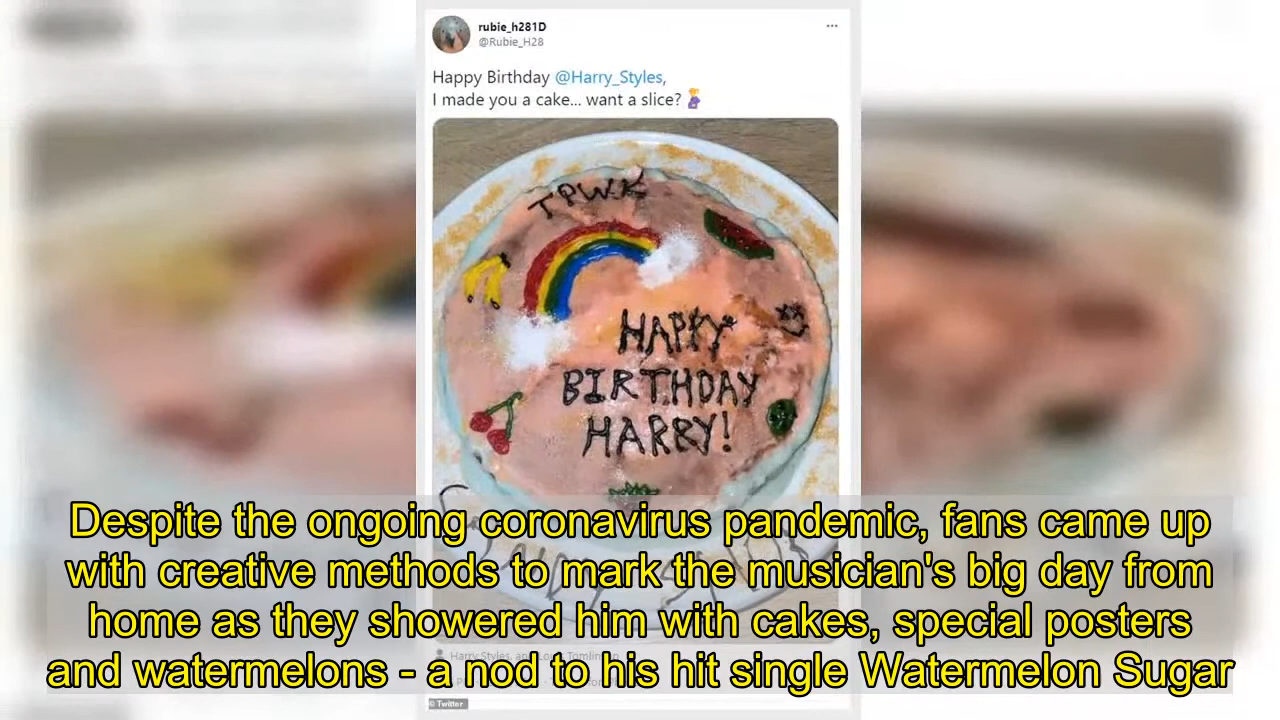 rubie_h281D
@Rubie_H28
Happy Birthday @Harry_Styles,
I made you a cake... want a slice?
TPWK
HAPPY
BIRTHDAY
HARRY!
Despite the ongoing coronavirus pandemic, fans came up
with creative methods to mark the musician's big day from
home as they showered him with cakes, special posters
and watermelons - a nod to his hit single Watermelon Sugar
© Twitter